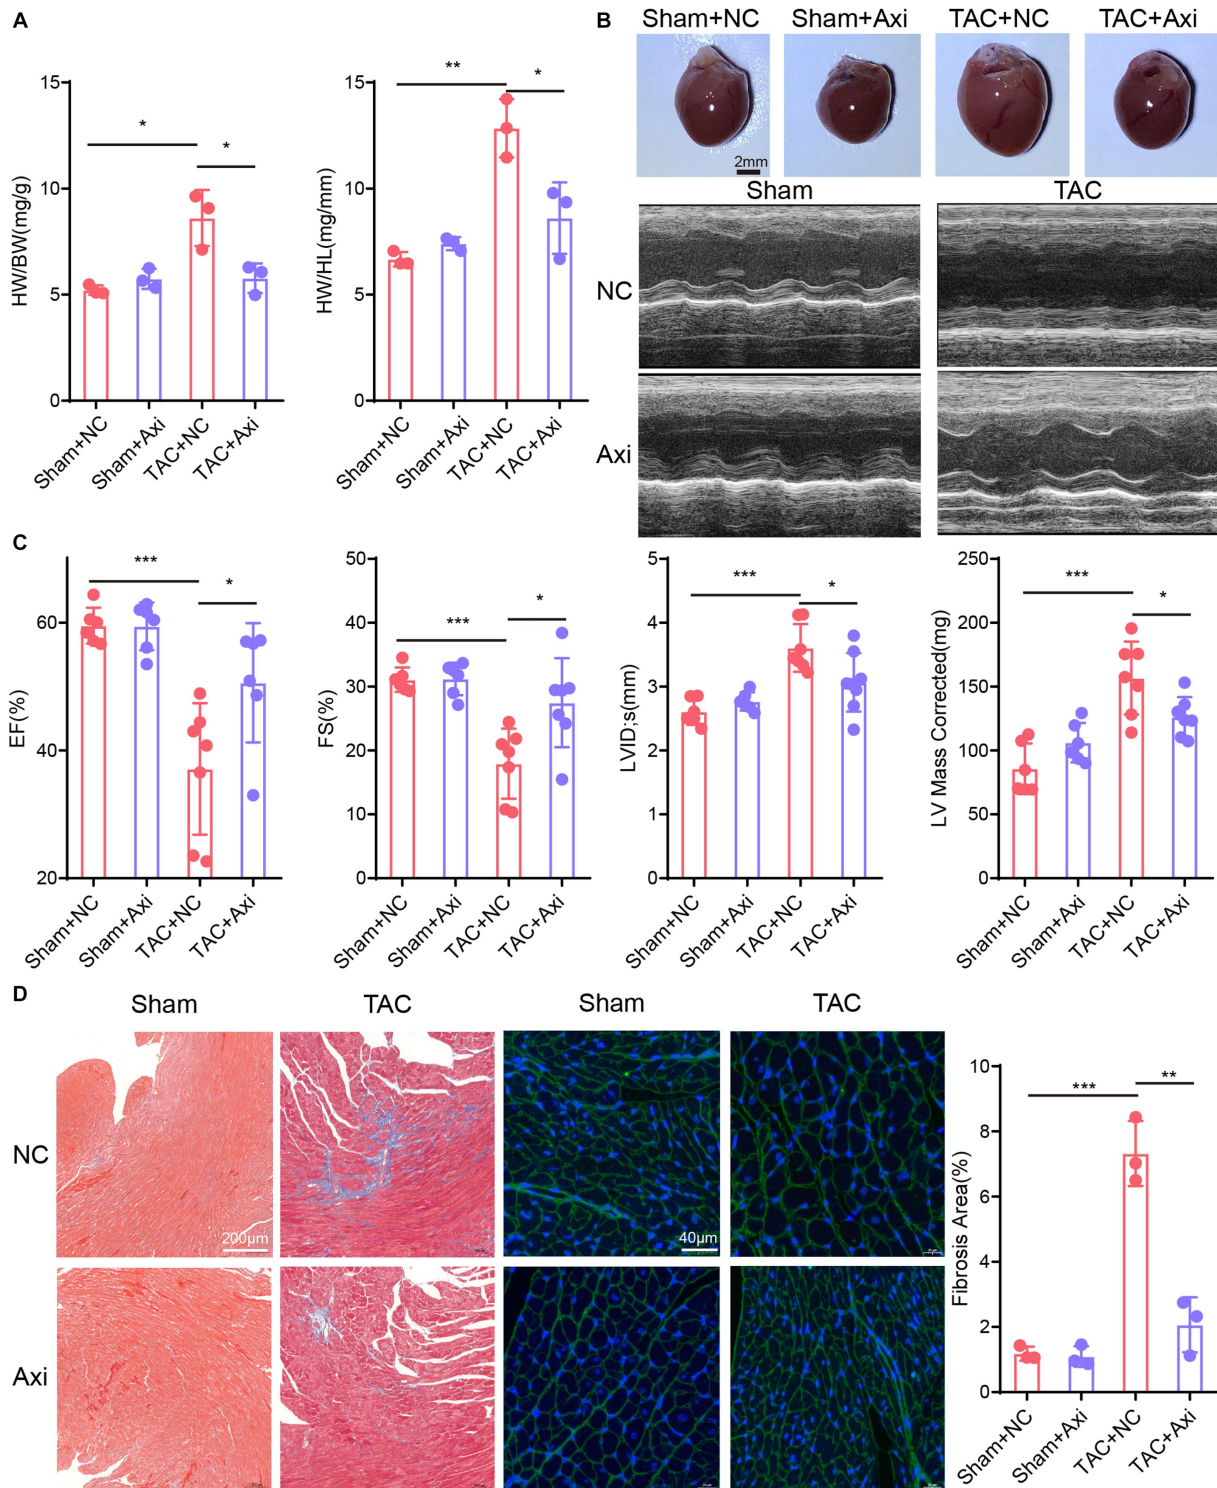 A
HW/BW(mg/g)
15
10
5
0
*
*
Sham+NC
Sham+Axi
TAC+NC
TAC+Axi
HW/HL(mg/mm)
15
10
5
0
**
*
Sham+NC
Sham+Axi
TAC+NC
TAC+Axi
B
Sham+NC
Sham+Axi
TAC+NC
TAC+Axi
2mm
Sham
TAC
NC
Axi
C
EF(%)
60
40
20
***
*
Sham+NC
Sham+Axi
TAC+NC
TAC+Axi
FS(%)
50
40
30
20
10
0
***
*
Sham+NC
Sham+Axi
TAC+NC
TAC+Axi
LVID;s(mm)
5
4
3
2
1
0
***
*
Sham+NC
Sham+Axi
TAC+NC
TAC+Axi
LV Mass Corrected(mg)
250
200
150
100
50
0
***
*
Sham+NC
Sham+Axi
TAC+NC
TAC+Axi
D
Sham
TAC
Sham
TAC
NC
Axi
200μm
40μm
Fibrosis Area(%)
10
8
6
4
2
0
***
**
Sham+NC
Sham+Axi
TAC+NC
TAC+Axi